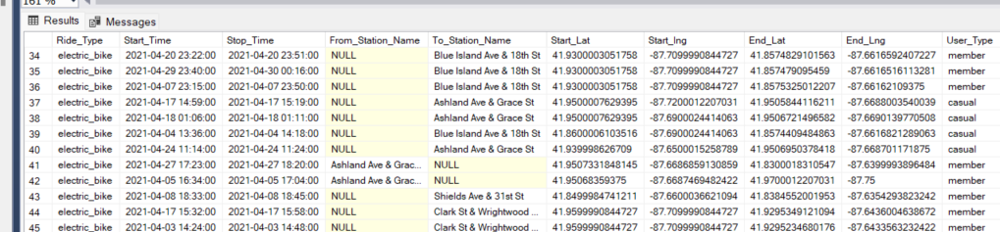 161 %
Results Messages
Ride_Type Start_Time Stop_Time From_Station_Name To_Station_Name Start_Lat Start_lng End_Lat End_Lng User_Type
34 electric_bike 2021-04-20 23:22:00 2021-04-20 23:51:00 NULL Blue Island Ave & 18th St 41.9300003051758 -87.7099990844727 41.8574829101563 -87.6616592407227 member
35 electric_bike 2021-04-29 23:40:00 2021-04-30 00:16:00 NULL Blue Island Ave & 18th St 41.9300003051758 -87.7099990844727 41.857479095459 -87.6616516113281 member
36 electric_bike 2021-04-07 23:15:00 2021-04-07 23:50:00 NULL Blue Island Ave & 18th St 41.9300003051758 -87.7099990844727 41.8575325012207 -87.66162109375 member
37 electric_bike 2021-04-17 14:59:00 2021-04-17 15:19:00 NULL Ashland Ave & Grace St 41.9500007629395 -87.7200012207031 41.9505844116211 -87.6688003540039 casual
38 electric_bike 2021-04-18 01:06:00 2021-04-18 01:11:00 NULL Ashland Ave & Grace St 41.9500007629395 -87.6900024414063 41.9506721496582 -87.6690139770508 casual
39 electric_bike 2021-04-04 13:36:00 2021-04-04 14:18:00 NULL Blue Island Ave & 18th St 41.8600006103516 -87.6900024414063 41.8574409484863 -87.6616821289063 casual
40 electric_bike 2021-04-24 11:14:00 2021-04-24 11:24:00 NULL Ashland Ave & Grace St 41.939998626709 -87.6500015258789 41.9506950378418 -87.668701171875 casual
41 electric_bike 2021-04-27 17:23:00 2021-04-27 18:20:00 Ashland Ave & Grac... NULL 41.9507331848145 -87.6686859130859 41.8300018310547 -87.6399993896484 member
42 electric_bike 2021-04-05 16:34:00 2021-04-05 17:04:00 Ashland Ave & Grac... NULL 41.95068359375 -87.6687469482422 41.9700012207031 -87.75 member
43 electric_bike 2021-04-08 18:33:00 2021-04-08 18:45:00 NULL Shields Ave & 31st St 41.8499984741211 -87.6600036621094 41.8384552001953 -87.6354293823242 member
44 electric_bike 2021-04-17 15:32:00 2021-04-17 15:58:00 NULL Clark St & Wrightwood ... 41.9599990844727 -87.7099990844727 41.9295349121094 -87.6436004638672 member
45 electric_bike 2021-04-03 14:24:00 2021-04-03 14:48:00 NULL Clark St & Wrightwood ... 41.9599990844727 -87.7099990844727 41.9295234680176 -87.6433563232422 member